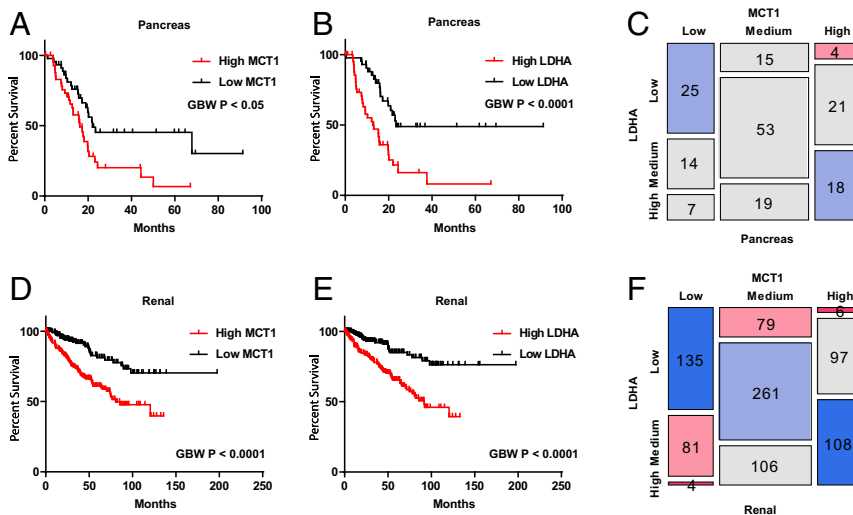 A
Pancreas
Percent Survival
100
50
0
0 20 40 60 80 100
Months
High MCT1
Low MCT1
GBW P < 0.05
B
Pancreas
Percent Survival
100
50
0
0 20 40 60 80 100
Months
High LDHA
Low LDHA
GBW P < 0.0001
C
MCT1
Low Medium High
LDHA
Low
Medium
High
25 15 4
14 53 21
7 19 18
Pancreas
D
Renal
Percent Survival
100
50
0
0 50 100 150 200 250
Months
High MCT1
Low MCT1
GBW P < 0.0001
E
Renal
Percent Survival
100
50
0
0 50 100 150 200 250
Months
High LDHA
Low LDHA
GBW P < 0.0001
F
MCT1
Low Medium High
LDHA
Low
Medium
High
135 79 6
81 261 97
4 106 108
Renal